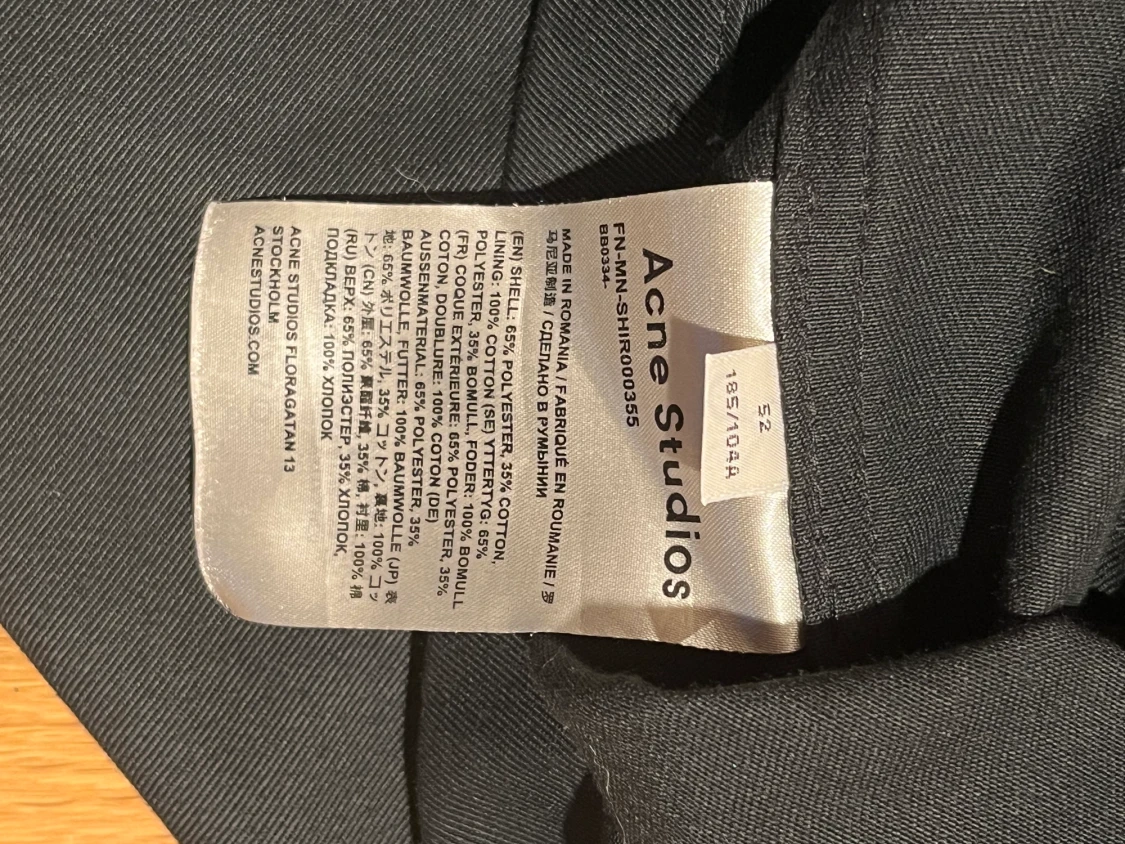 52
185/104A
Acne Studios
FN-MN-SHIR000355
BB0334-
MADE IN ROMANIA / FABRIQUÉ EN ROUMANIE / 罗
马尼亚制造 / СДЕЛАНО В РУМЫНИИ
(EN) SHELL: 65% POLYESTER, 35% COTTON,
LINING: 100% COTTON (SE) YTTERTYG: 65%
POLYESTER, 35% BOMULL, FODER: 100% BOMULL
(FR) COQUE EXTÉRIEURE: 65% POLYESTER, 35%
COTON, DOUBLURE: 100% COTON (DE)
AUSSENMATERIAL: 65% POLYESTER, 35%
BAUMWOLLE, FUTTER: 100% BAUMWOLLE (JP) 表
地: 65% ポリエステル, 35% コットン, 裏地: 100% コッ
トン (CN) 外层: 65% 聚酯纤维, 35% 棉, 衬里: 100% 棉
(RU) ВЕРХ: 65% ПОЛИЭСТЕР, 35% ХЛОПОК,
ПОДКЛАДКА: 100% ХЛОПОК
ACNE STUDIOS FLORAGATAN 13
STOCKHOLM
ACNESTUDIOS.COM